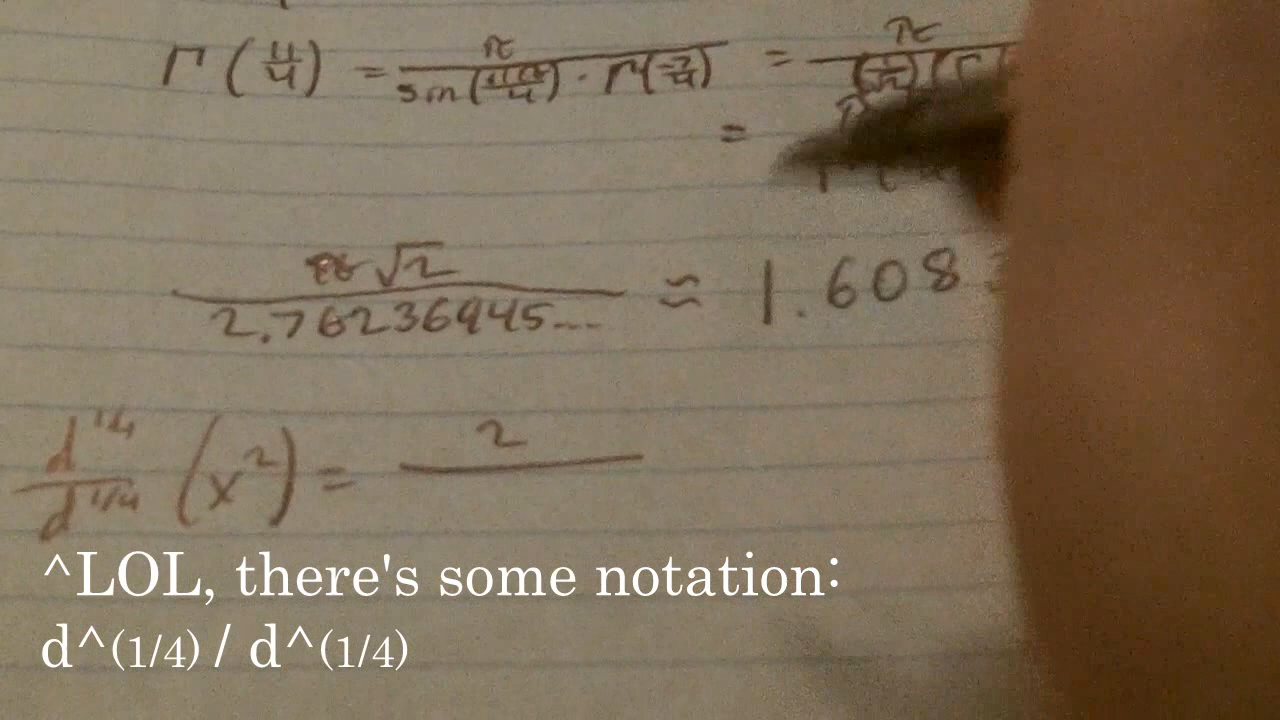 Γ(11/4) = π / sin(11π/4) · Γ(-7/4) = π
=
π√2 / 2.76236945... ≈ 1.608
d^1/4 / d^1/4 (x²) = 2
^LOL, there's some notation:
d^(1/4) / d^(1/4)